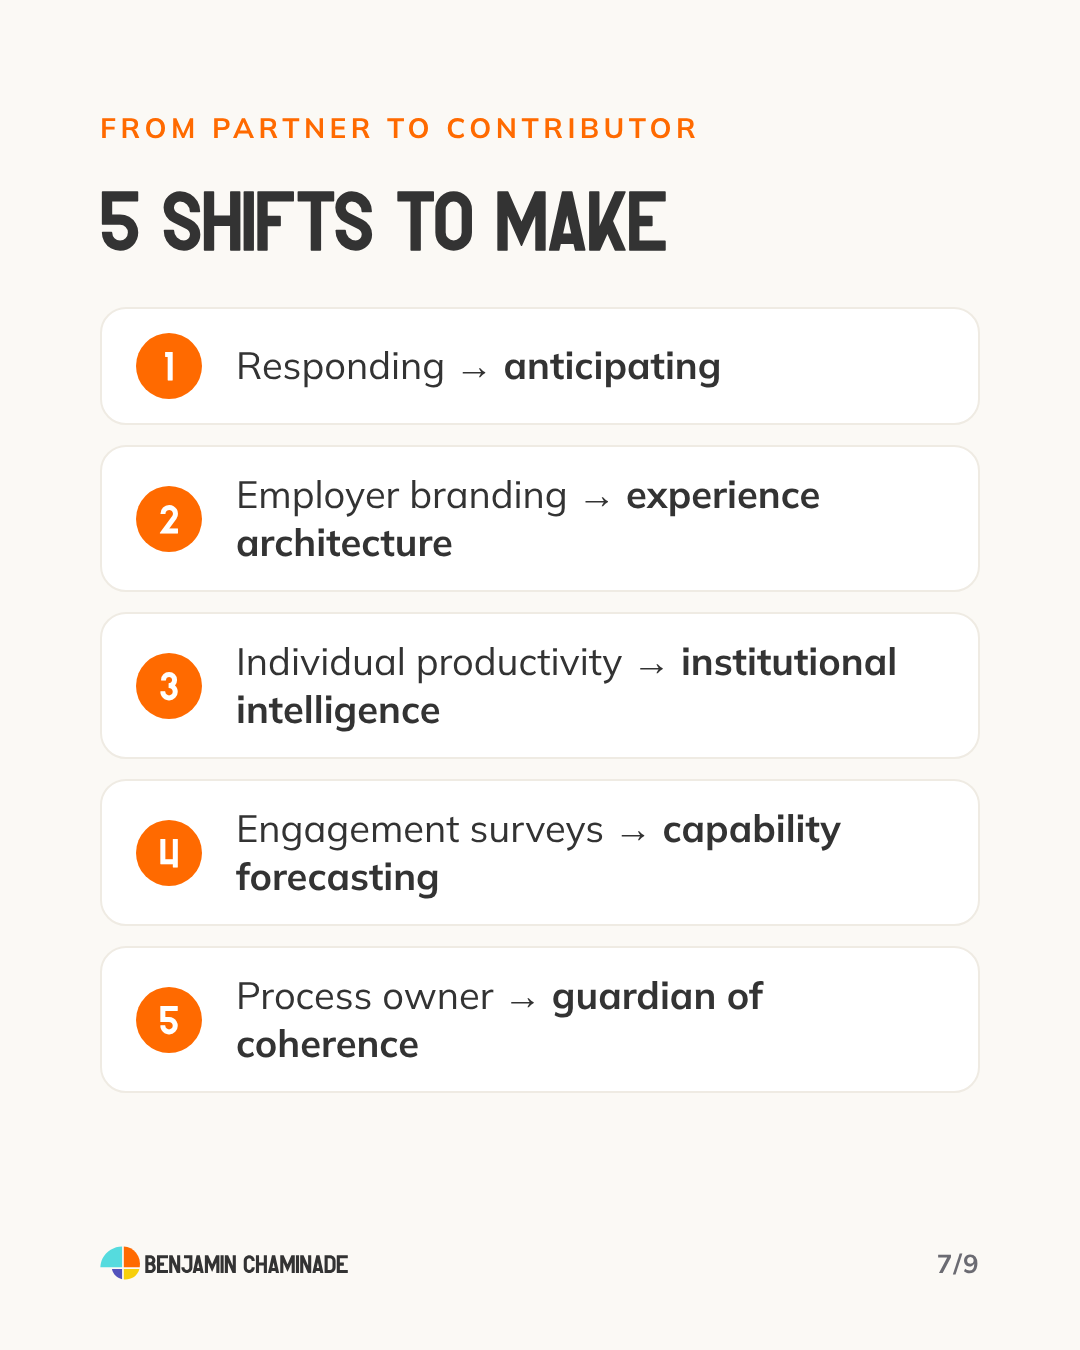 FROM PARTNER TO CONTRIBUTOR
5 SHIFTS TO MAKE
1 Responding → anticipating
2 Employer branding → experience
architecture
3 Individual productivity → institutional
intelligence
4 Engagement surveys → capability
forecasting
5 Process owner → guardian of
coherence
BENJAMIN CHAMINADE
7/9